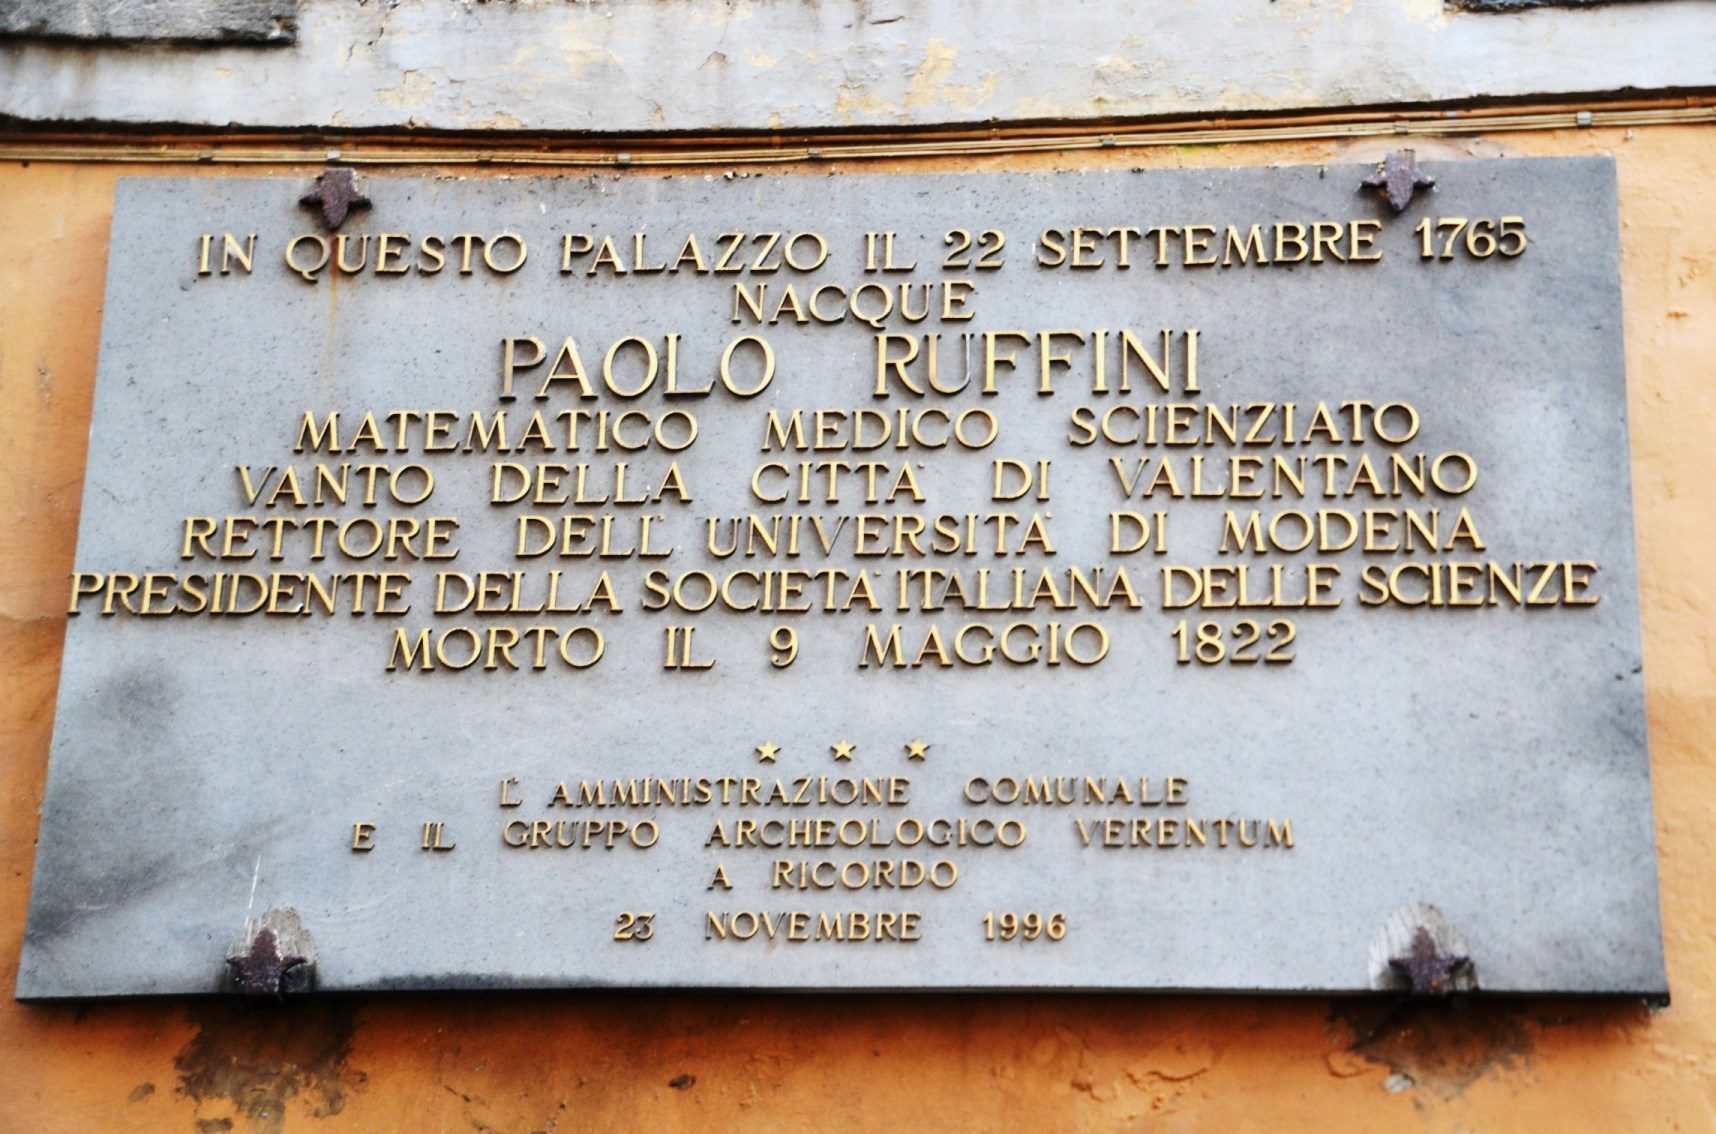 IN QUESTO PALAZZO IL 22 SETTEMBRE 1765
NACQUE
PAOLO RUFFINI
MATEMATICO MEDICO SCIENZIATO
VANTO DELLA CITTA' DI VALENTANO
RETTORE DELL' UNIVERSITA' DI MODENA
PRESIDENTE DELLA SOCIETA' ITALIANA DELLE SCIENZE
MORTO IL 9 MAGGIO 1822
★ ★ ★
L' AMMINISTRAZIONE COMUNALE
E IL GRUPPO ARCHEOLOGICO VERENTUM
A RICORDO
23 NOVEMBRE 1996